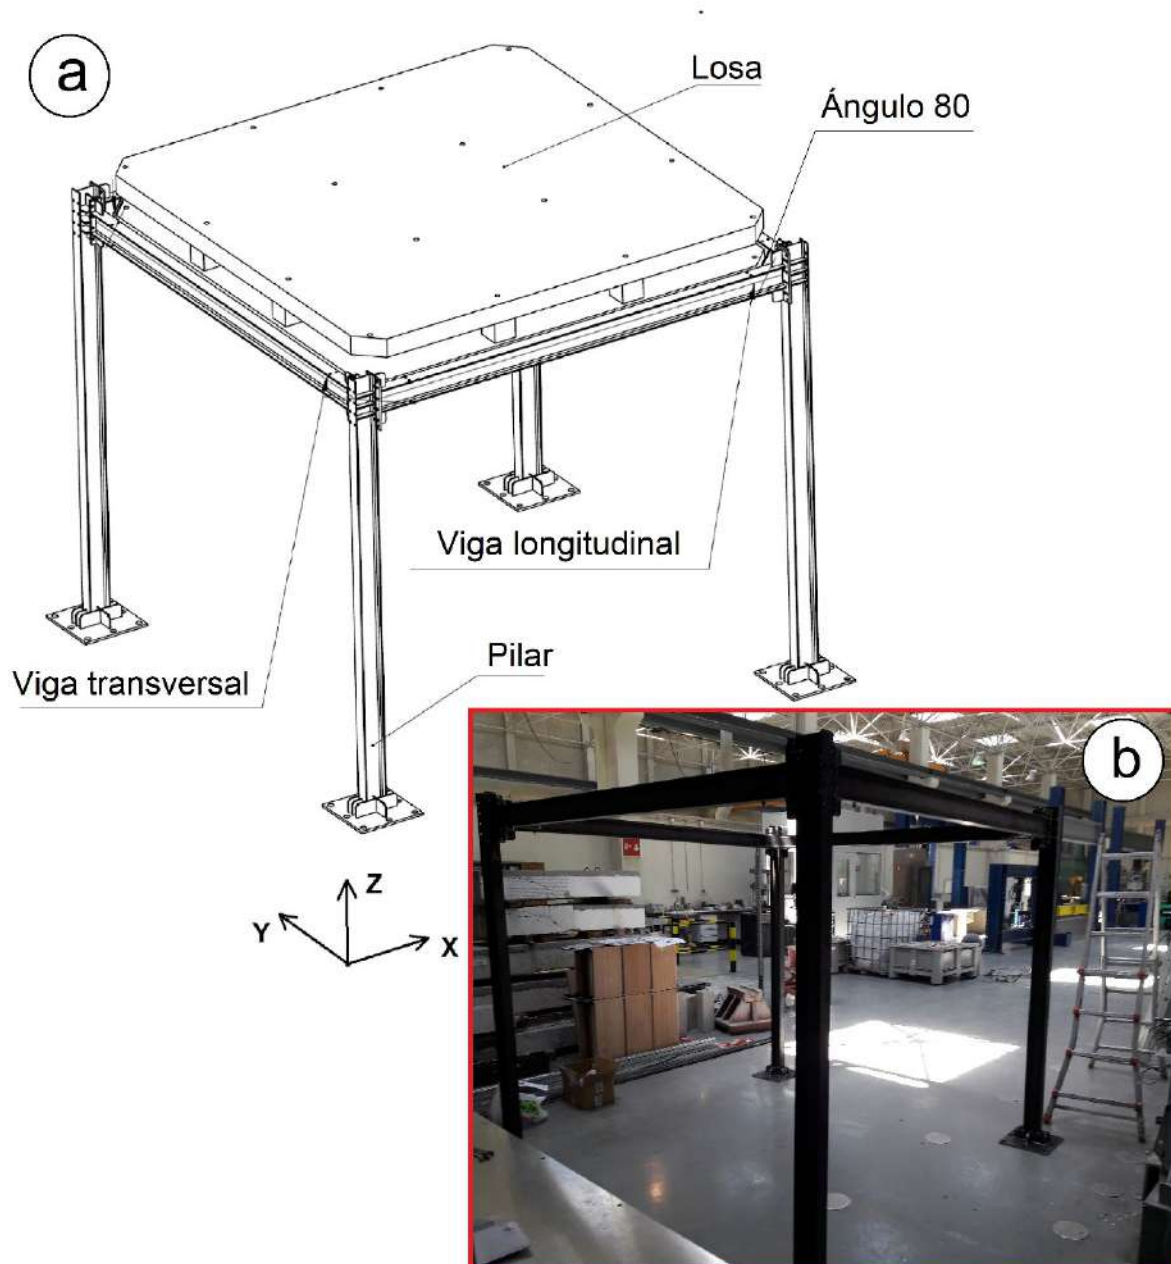 a
Losa
Ángulo 80
Viga longitudinal
Viga transversal
Pilar
b
Z
Y
X